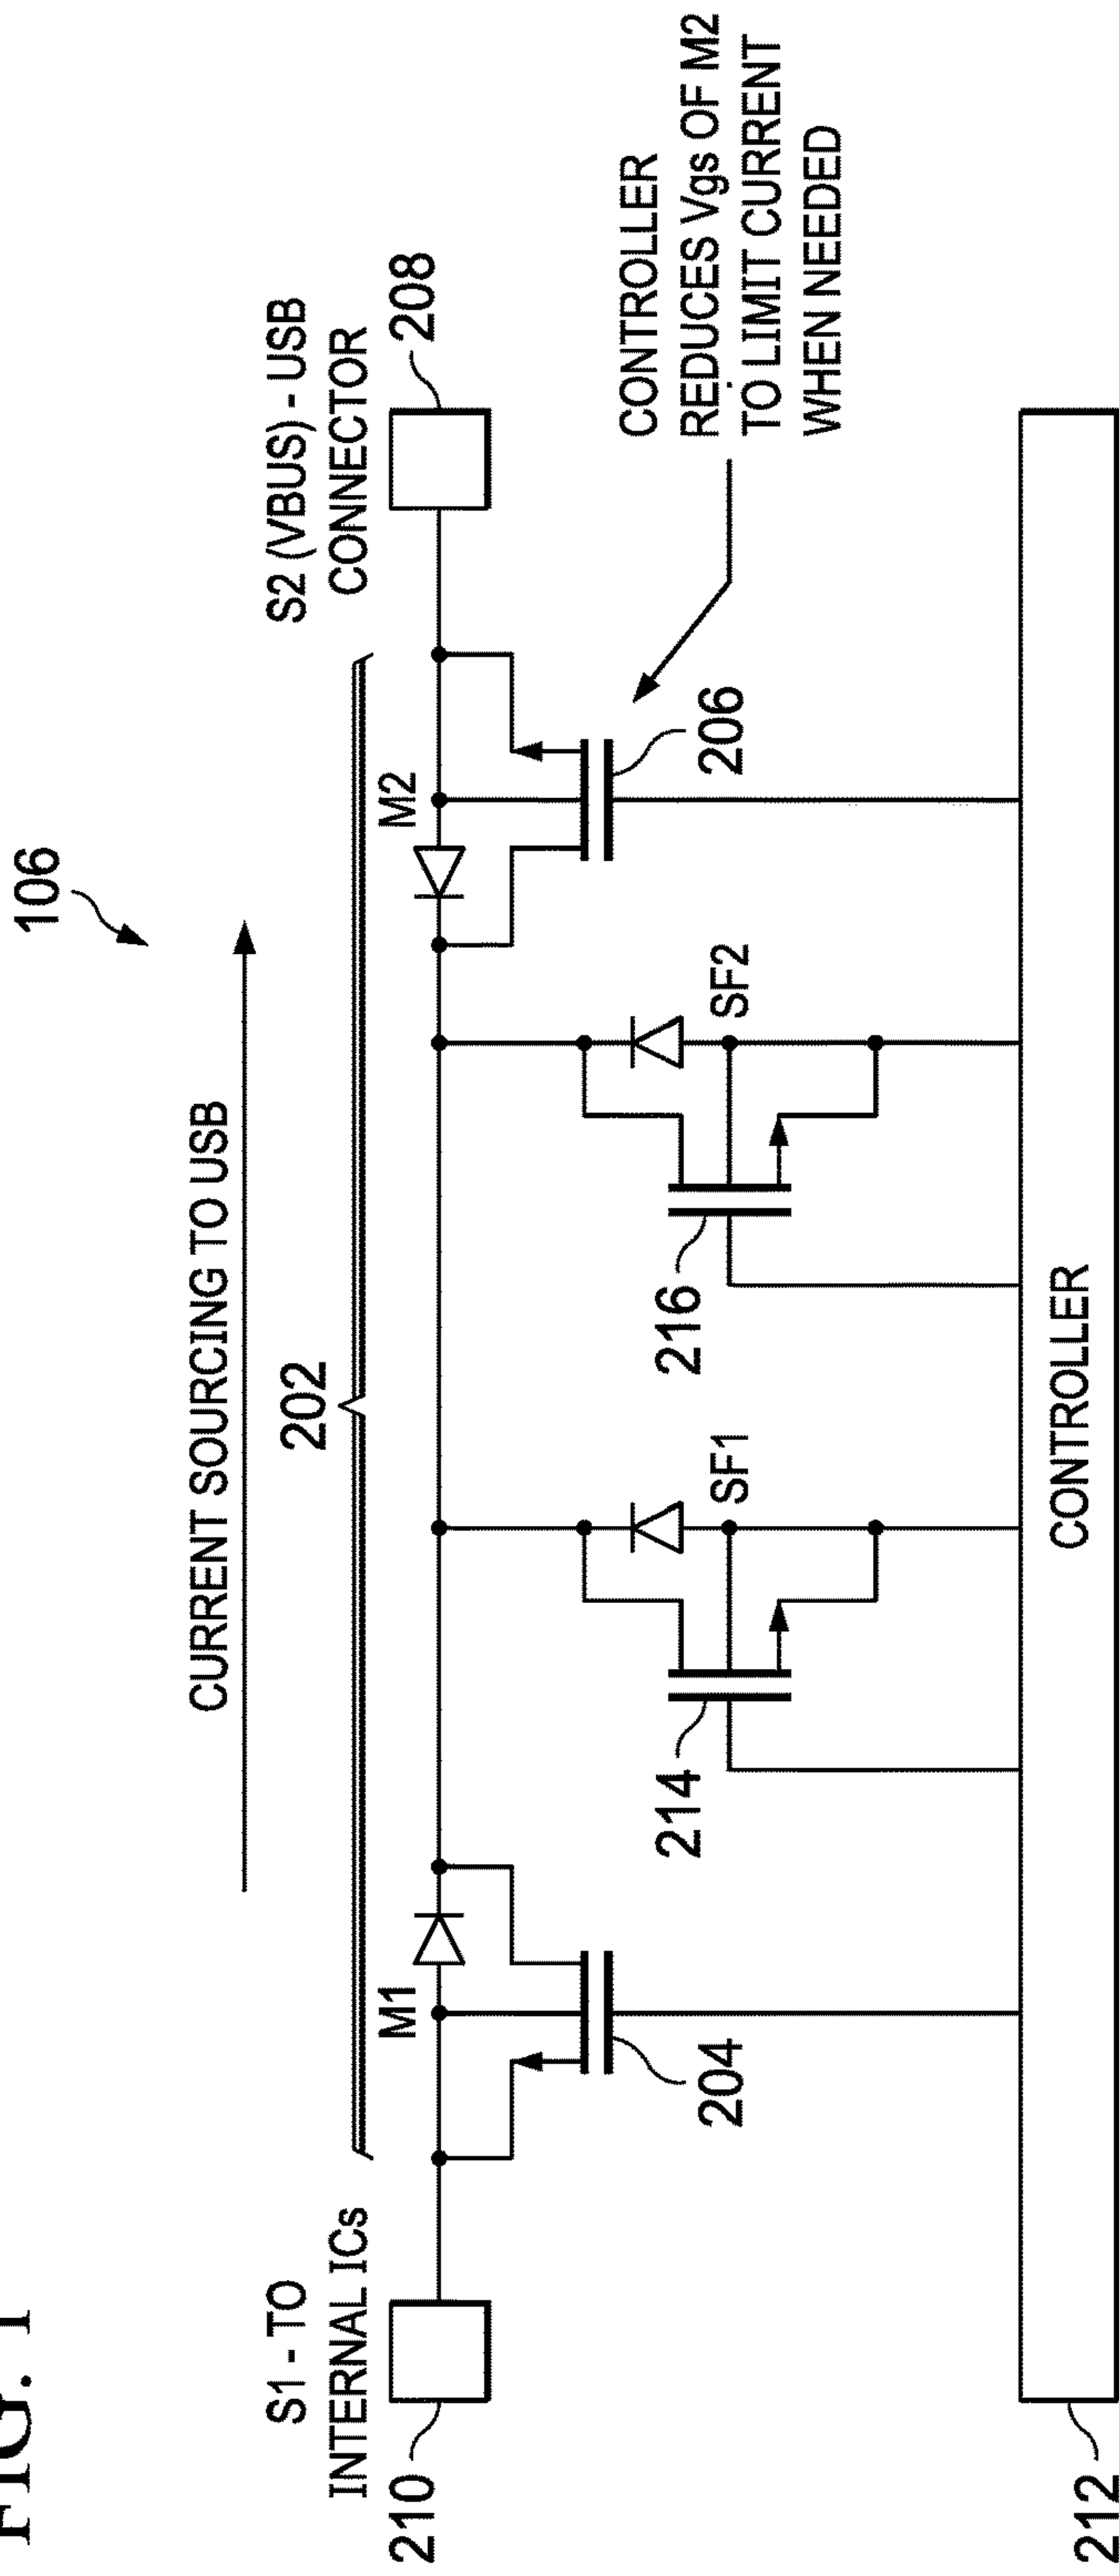 FIG. 1
106
CURRENT SOURCING TO USB
202
S1 - TO
INTERNAL ICs
210
M1
204
214
SF1
216
SF2
M2
206
S2 (VBUS) - USB
CONNECTOR
208
CONTROLLER
REDUCES Vgs OF M2
TO LIMIT CURRENT
WHEN NEEDED
CONTROLLER
212